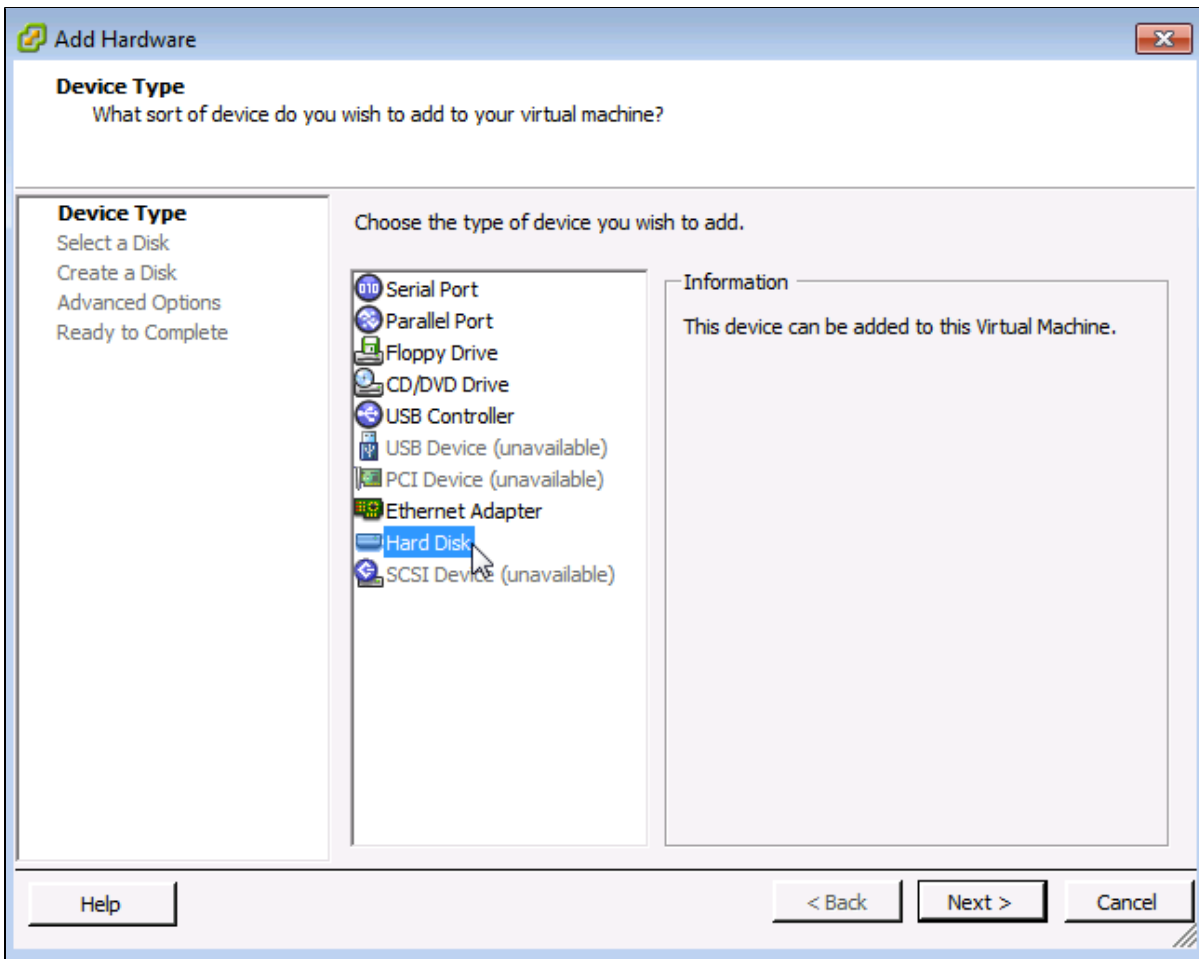 Add Hardware
Device Type
What sort of device do you wish to add to your virtual machine?
Device Type
Select a Disk
Create a Disk
Advanced Options
Ready to Complete
Choose the type of device you wish to add.
Serial Port
Parallel Port
Floppy Drive
CD/DVD Drive
USB Controller
USB Device (unavailable)
PCI Device (unavailable)
Ethernet Adapter
Hard Disk
SCSI Device (unavailable)
Information
This device can be added to this Virtual Machine.
Help
< Back
Next >
Cancel